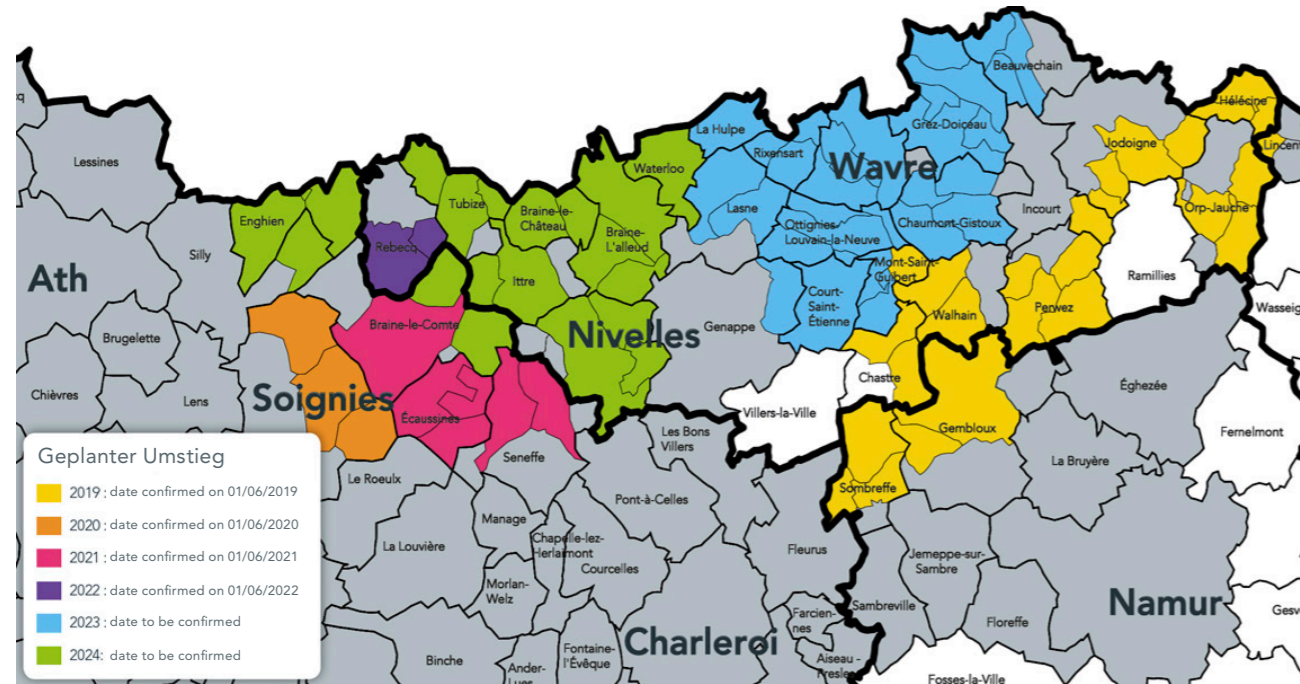 Beauvechain
q
Hélécine
La Hulpe
Grez-Doiceau
Jodoigne
Lincent
Lessines
Waterloo
Rixensart
Wavre
Enghien
Tubize
Braine-le-
Château
Lasne
Incourt
Orp-Jauche
Rebecq
Braine-
L'alleud
Ottignies-
Louvain-la-Neuve
Chaumont-Gistoux
Silly
Ath
Ittre
Mont-Saint-
Guibert
Ramillies
Court-
Saint-
Étienne
Walhain
Perwez
Wasseig
Brugelette
Braine-le-Comte
Nivelles
Genappe
Chièvres
Lens
Soignies
Écaussines
Chastre
Villers-la-Ville
Éghezée
Gembloux
Fernelmont
Les Bons
Villers
Seneffe
La Bruyère
Geplanter Umstieg
2019 : date confirmed on 01/06/2019
2020 : date confirmed on 01/06/2020
2021 : date confirmed on 01/06/2021
2022 : date confirmed on 01/06/2022
2023 : date to be confirmed
2024: date to be confirmed
Le Roeulx
Pont-à-Celles
Sombreffe
Manage
La Louvière
Chapelle-lez-
Herlaimont
Courcelles
Fleurus
Jemeppe-sur-
Sambre
Morlan-
Welz
Sambreville
Namur
Gesv
Farcien-
nes
Floreffe
Charleroi
Binche
Fontaine-
l'Évêque
Ander-
Lues
Aiseau -
Presles
Fosses-la-Ville